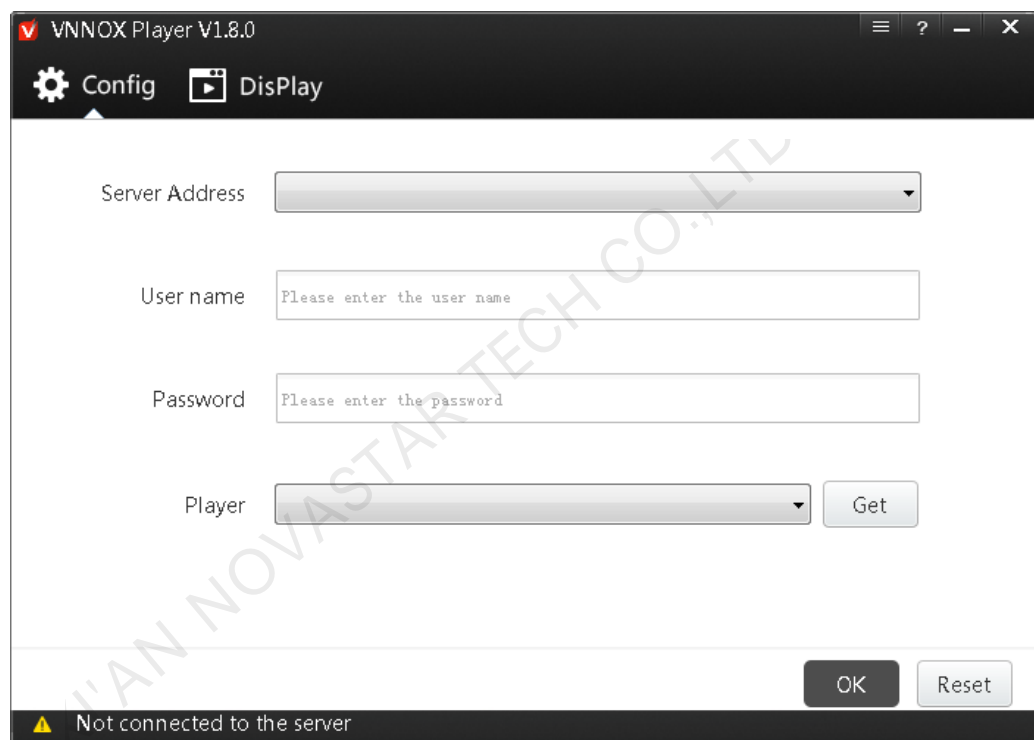 VNNOX Player V1.8.0
?
Config DisPlay
Server Address
User name Please enter the user name
Password Please enter the password
Player Get
OK Reset
Not connected to the server
I'AN NOVASTAR TECH CO.,LTD